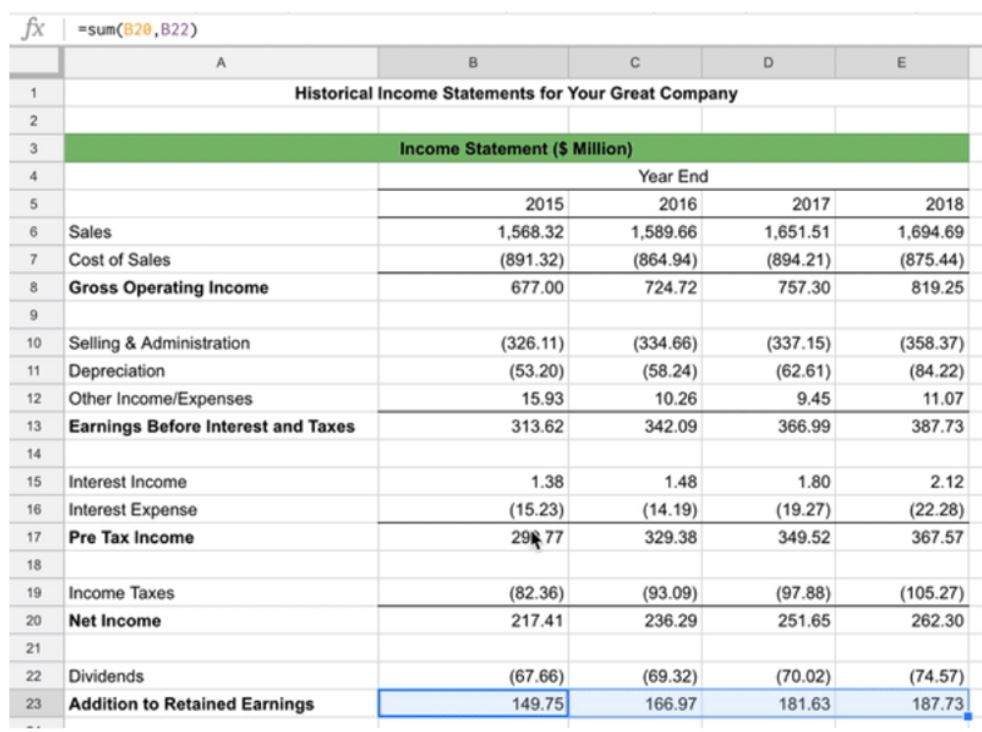 fx =sum(B20,B22)
A B C D E
1 Historical Income Statements for Your Great Company
2
3 Income Statement ($ Million)
4 Year End
5 2015 2016 2017 2018
6 Sales 1,568.32 1,589.66 1,651.51 1,694.69
7 Cost of Sales (891.32) (864.94) (894.21) (875.44)
8 Gross Operating Income 677.00 724.72 757.30 819.25
9
10 Selling & Administration (326.11) (334.66) (337.15) (358.37)
11 Depreciation (53.20) (58.24) (62.61) (84.22)
12 Other Income/Expenses 15.93 10.26 9.45 11.07
13 Earnings Before Interest and Taxes 313.62 342.09 366.99 387.73
14
15 Interest Income 1.38 1.48 1.80 2.12
16 Interest Expense (15.23) (14.19) (19.27) (22.28)
17 Pre Tax Income 329.38 349.52 367.57
18
19 Income Taxes (82.36) (93.09) (97.88) (105.27)
20 Net Income 217.41 236.29 251.65 262.30
21
22 Dividends (67.66) (69.32) (70.02) (74.57)
23 Addition to Retained Earnings 149.75 166.97 181.63 187.73